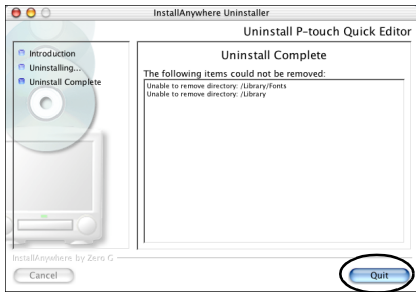 InstallAnywhere Uninstaller
Uninstall P-touch Quick Editor
Introduction
Uninstalling...
Uninstall Complete
Uninstall Complete
The following items could not be removed:
Unable to remove directory: /Library/Fonts
Unable to remove directory: /Library
InstallAnywhere by Zero G
Cancel
Quit